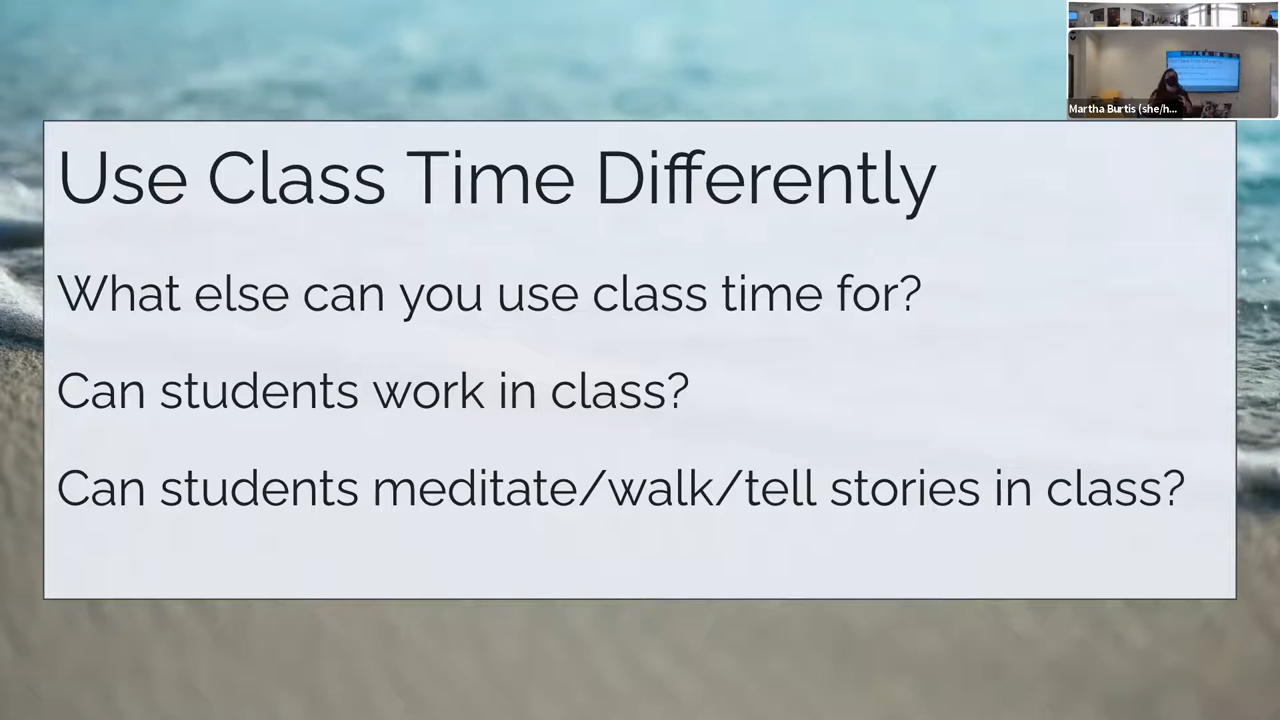 Martha Burtis (she/h...
Use Class Time Differently
What else can you use class time for?
Can students work in class?
Can students meditate/walk/tell stories in class?